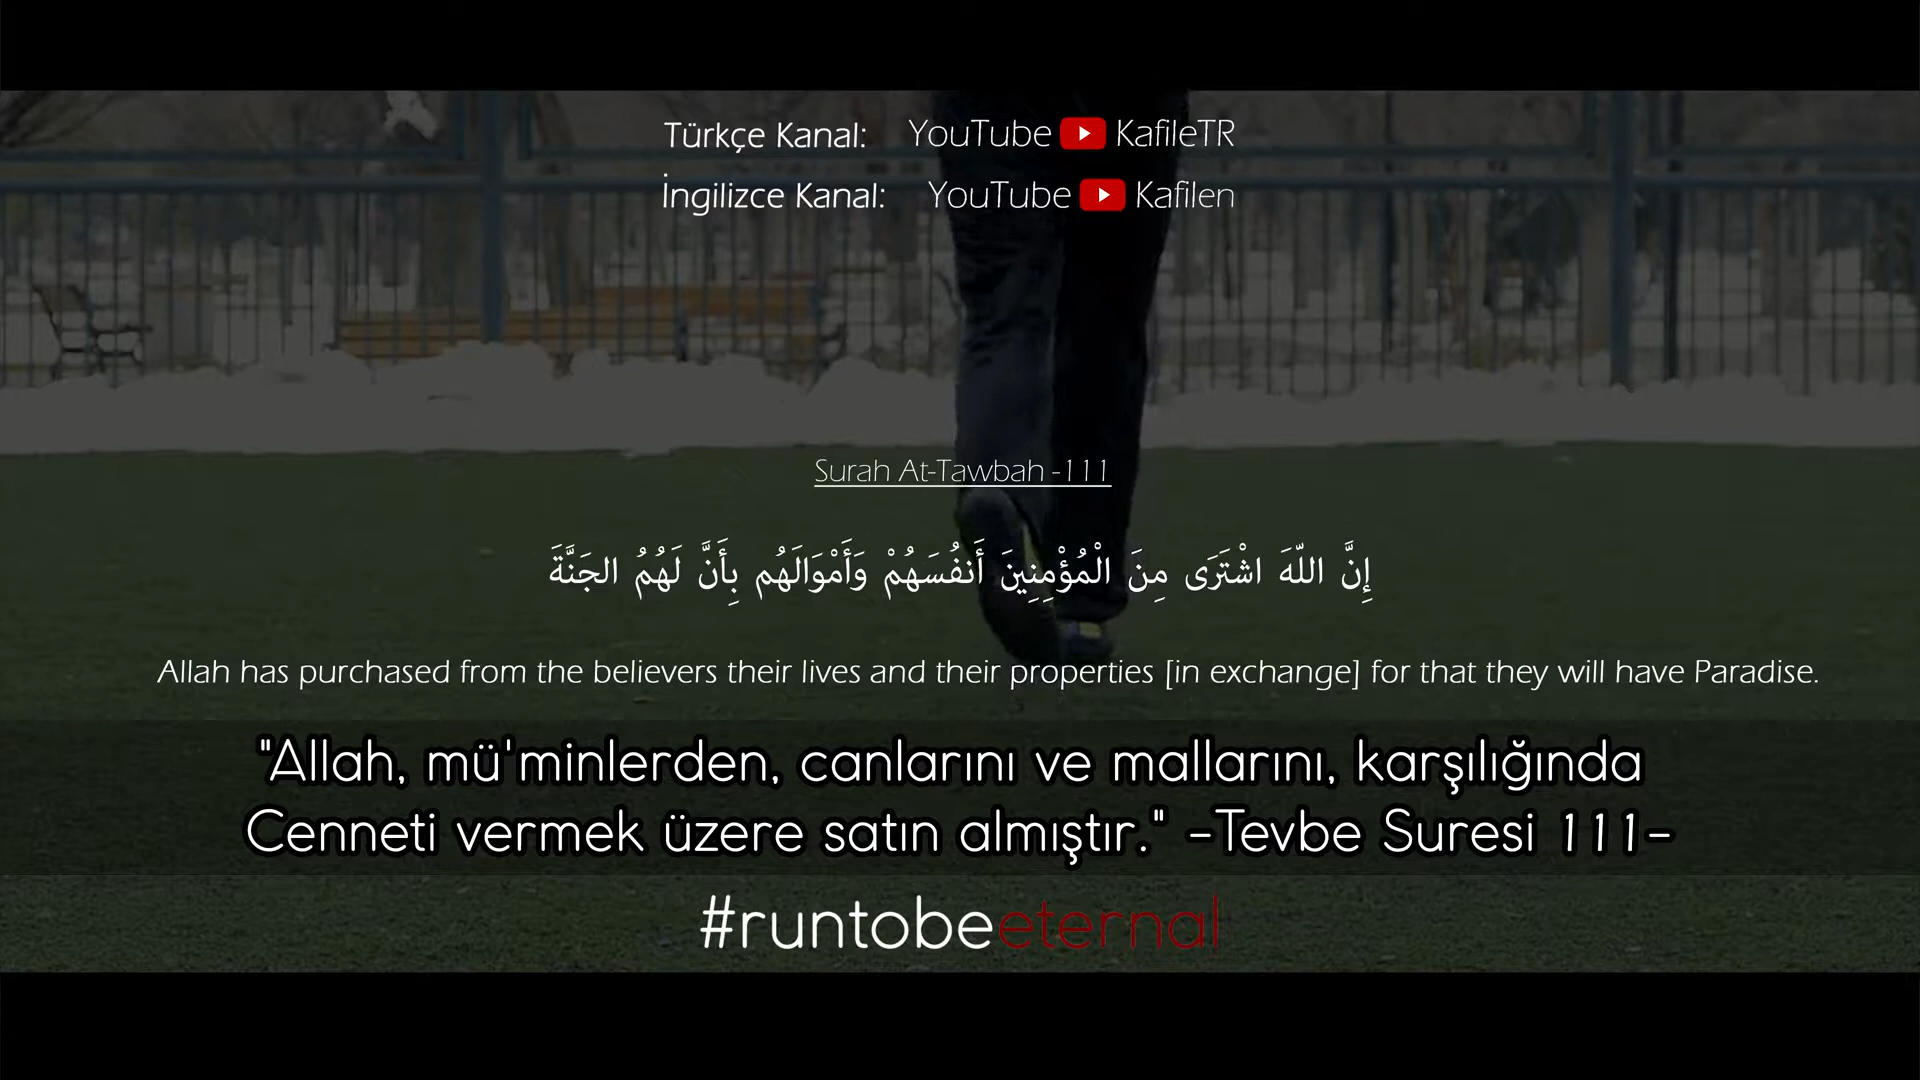 Türkçe Kanal: YouTube KafileTR
İngilizce Kanal: YouTube Kafilen
Surah At-Tawbah -111
إِنَّ اللّهَ اشْتَرَى مِنَ الْمُؤْمِنِينَ أَنفُسَهُمْ وَأَمْوَالَهُم بِأَنَّ لَهُمُ الجَنَّةَ
Allah has purchased from the believers their lives and their properties [in exchange] for that they will have Paradise.
"Allah, mü'minlerden, canlarını ve mallarını, karşılığında
Cenneti vermek üzere satın almıştır." -Tevbe Suresi 111-
#runtobeeternal